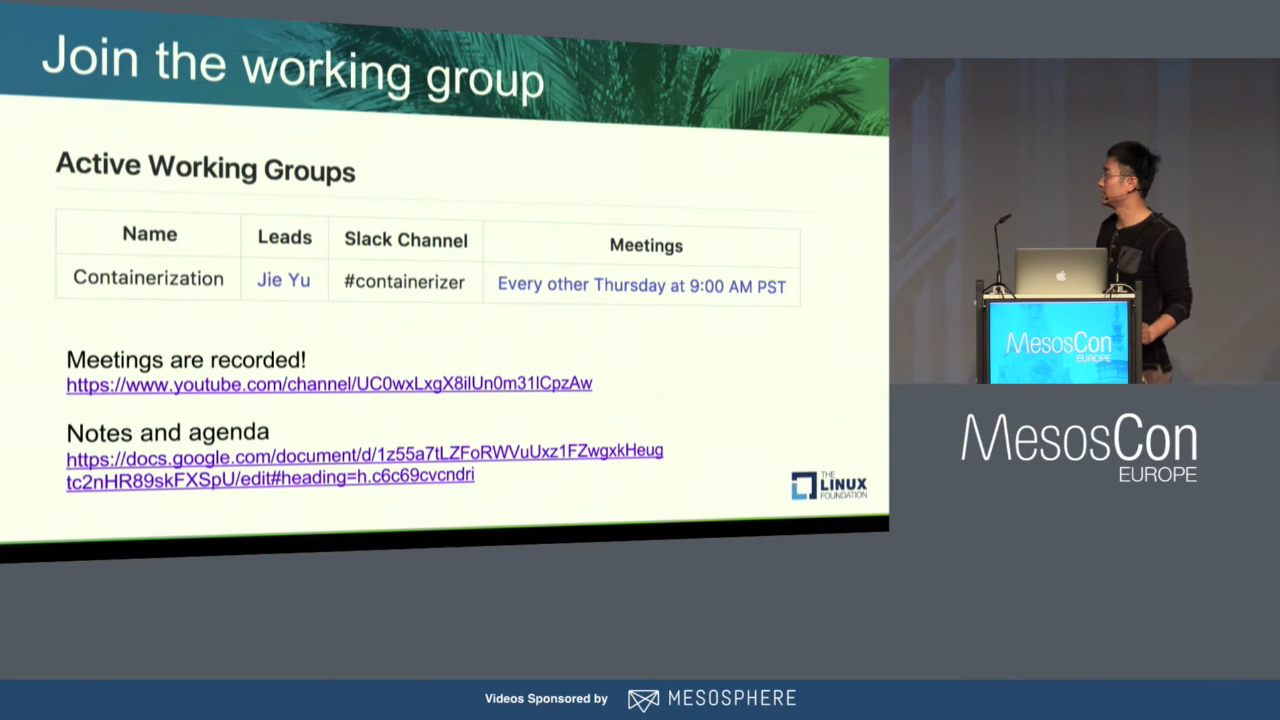 Join the working group
Active Working Groups
Name Leads Slack Channel Meetings
Containerization Jie Yu #containerizer Every other Thursday at 9:00 AM PST
Meetings are recorded!
https://www.youtube.com/channel/UC0wxLxgX8ilUn0m31lCpzAw
Notes and agenda
https://docs.google.com/document/d/1z55a7tLZFoRWVuUxz1FZwgxkHeug
tc2nHR89skFXSpU/edit#heading=h.c6c69cvcndri
THE
LINUX
FOUNDATION
MesosCon
EUROPE
MesosCon
EUROPE
Videos Sponsored by MESOSPHERE